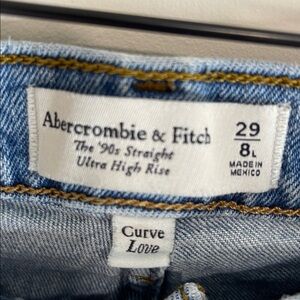 Abercrombie & Fitch
The '90s Straight
Ultra High Rise
29
8L
MADE IN
MEXICO
Curve
Love